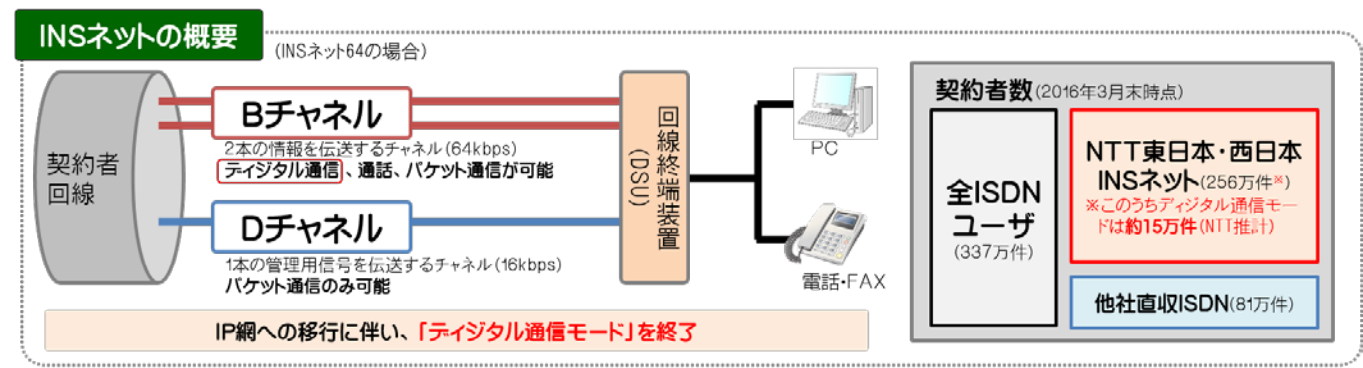 INSネットの概要
(INSネット64の場合)
契約者
回線
Bチャネル
2本の情報を伝送するチャネル(64kbps)
ディジタル通信、通話、パケット通信が可能
Dチャネル
1本の管理用信号を伝送するチャネル(16kbps)
パケット通信のみ可能
回線終端装置
(DSU)
PC
電話・FAX
IP網への移行に伴い、「ディジタル通信モード」を終了
契約者数(2016年3月末時点)
全ISDN
ユーザ
(337万件)
NTT東日本・西日本
INSネット(256万件※)
※このうちディジタル通信モー
ドは約15万件(NTT推計)
他社直収ISDN(81万件)